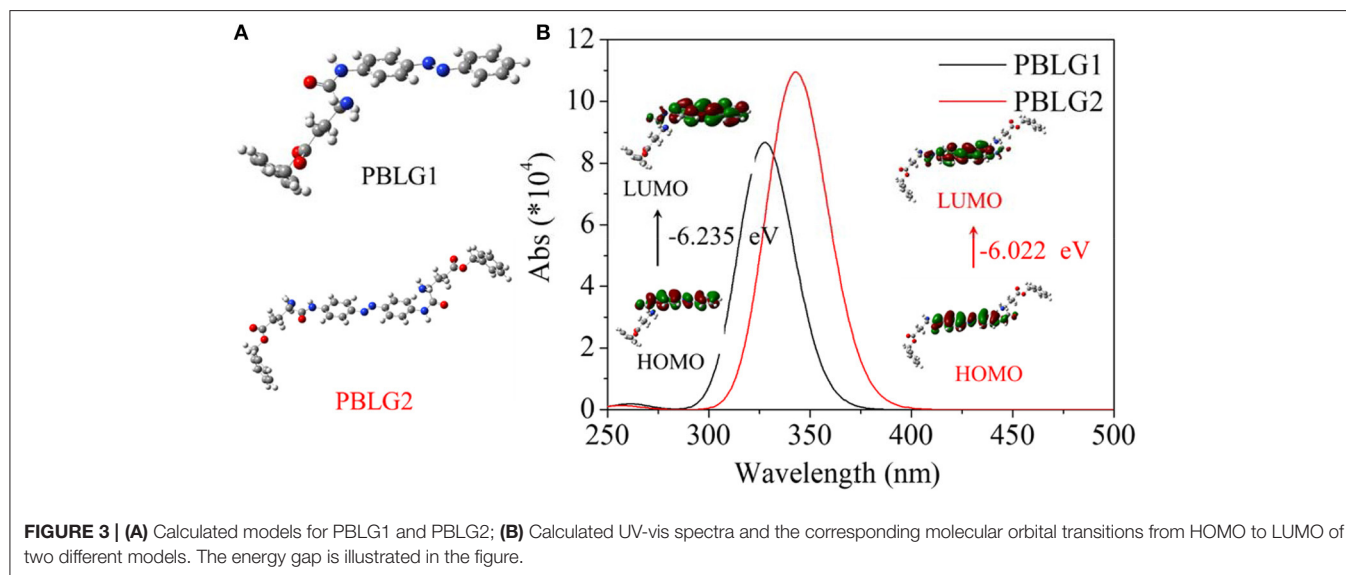 A
PBLG1
PBLG2
B
12
10
8
6
4
2
0
Abs (*10⁴)
PBLG1
PBLG2
LUMO
-6.235 eV
HOMO
LUMO
-6.022 eV
HOMO
250 300 350 400 450 500
Wavelength (nm)
FIGURE 3 | (A) Calculated models for PBLG1 and PBLG2; (B) Calculated UV-vis spectra and the corresponding molecular orbital transitions from HOMO to LUMO of
two different models. The energy gap is illustrated in the figure.